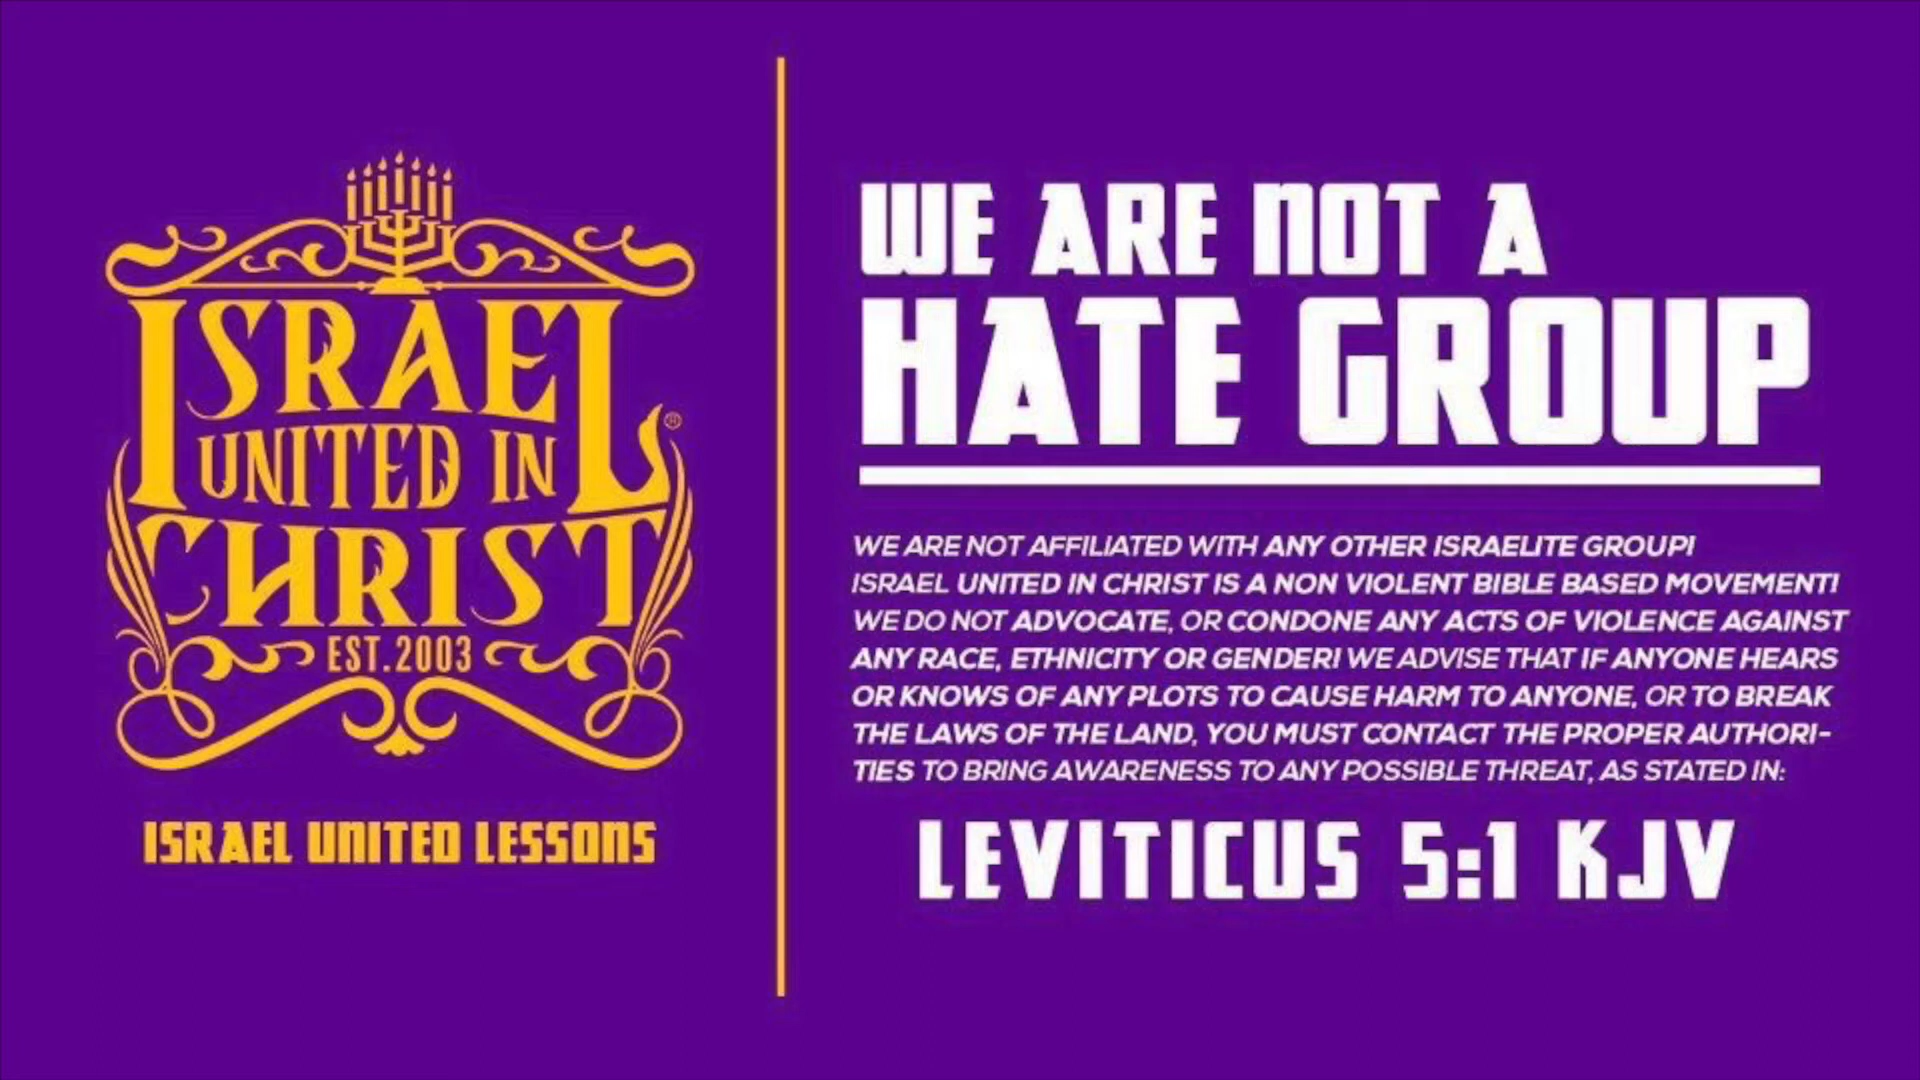 ISRAEL
UNITED IN
CHRIST
EST.2003
ISRAEL UNITED LESSONS
WE ARE NOT A
HATE GROUP
WE ARE NOT AFFILIATED WITH ANY OTHER ISRAELITE GROUP!
ISRAEL UNITED IN CHRIST IS A NON VIOLENT BIBLE BASED MOVEMENT!
WE DO NOT ADVOCATE, OR CONDONE ANY ACTS OF VIOLENCE AGAINST
ANY RACE, ETHNICITY OR GENDER! WE ADVISE THAT IF ANYONE HEARS
OR KNOWS OF ANY PLOTS TO CAUSE HARM TO ANYONE, OR TO BREAK
THE LAWS OF THE LAND, YOU MUST CONTACT THE PROPER AUTHORI-
TIES TO BRING AWARENESS TO ANY POSSIBLE THREAT, AS STATED IN:
LEVITICUS 5:1 KJV